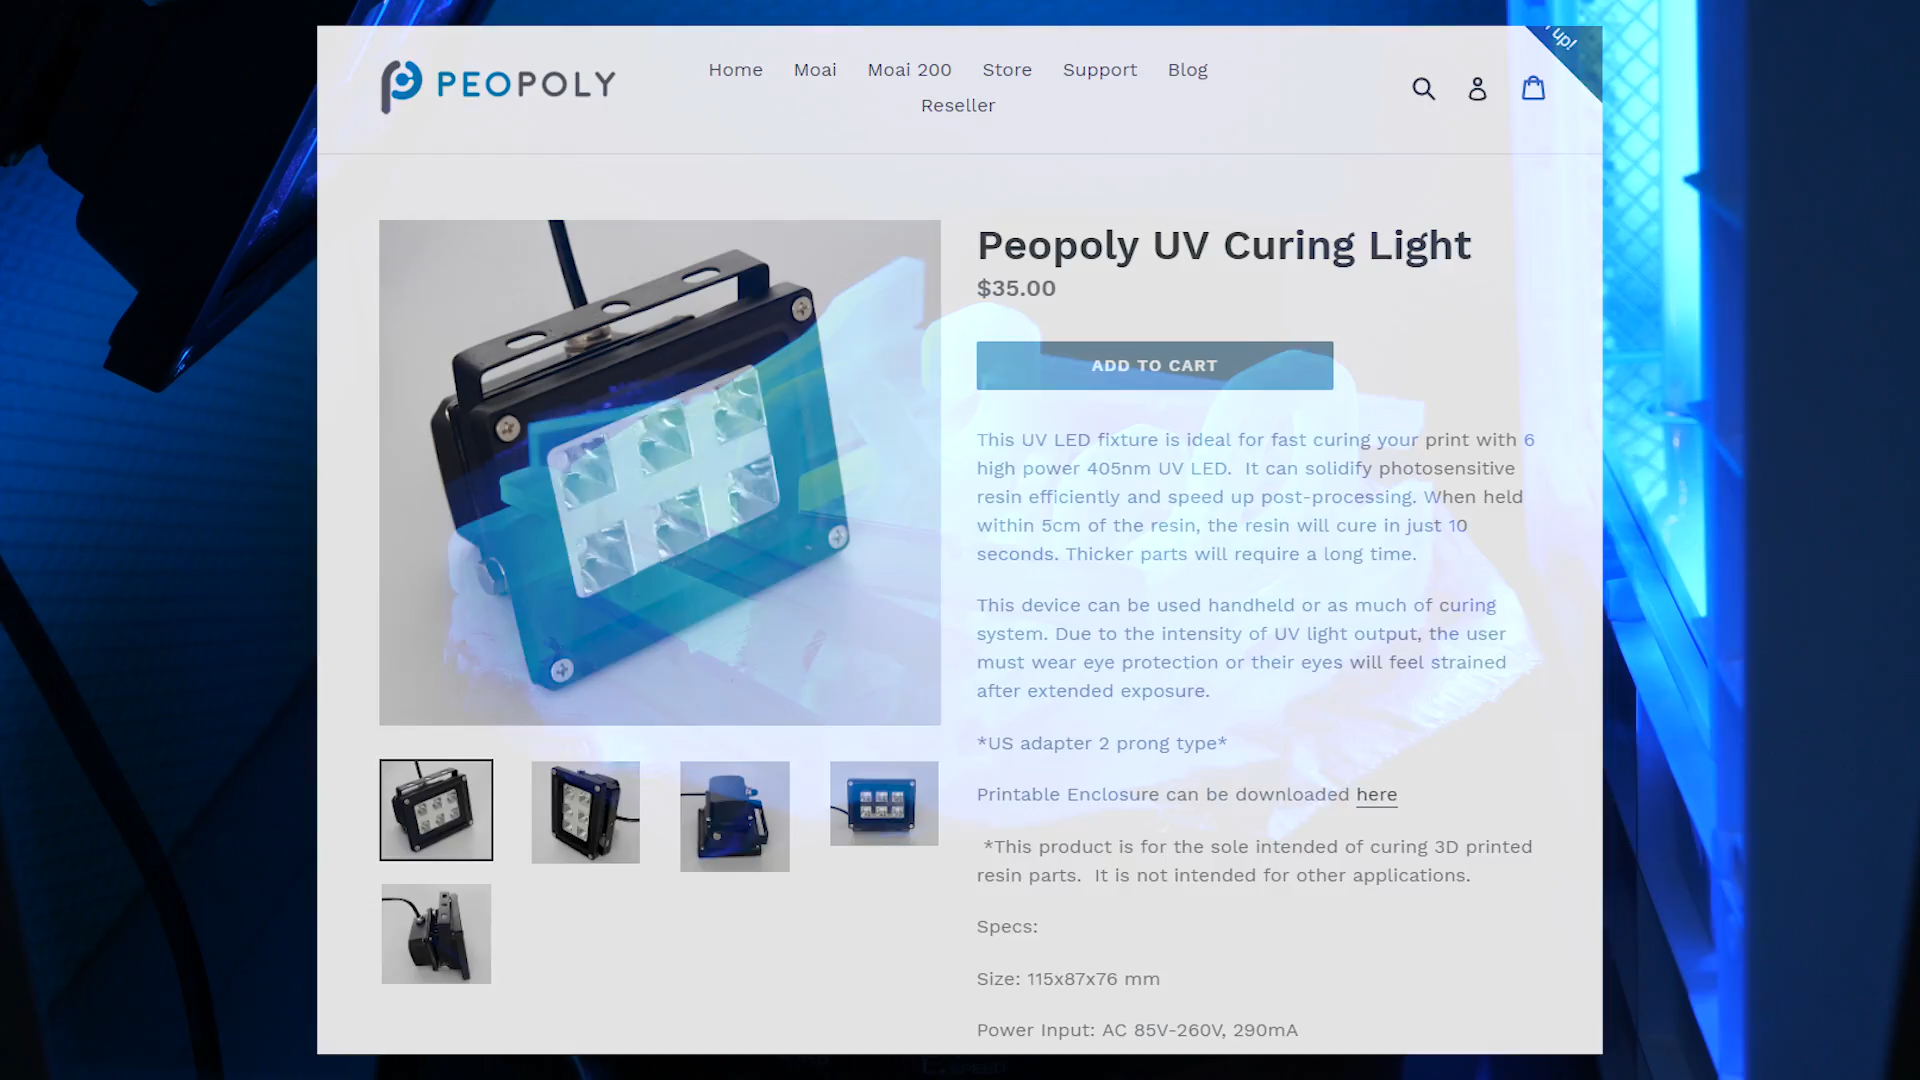 up!
PEOPOLY
Home Moai Moai 200 Store Support Blog
Reseller
Peopoly UV Curing Light
$35.00
ADD TO CART
This UV LED fixture is ideal for fast curing your print with 6
high power 405nm UV LED. It can solidify photosensitive
resin efficiently and speed up post-processing. When held
within 5cm of the resin, the resin will cure in just 10
seconds. Thicker parts will require a long time.
This device can be used handheld or as much of curing
system. Due to the intensity of UV light output, the user
must wear eye protection or their eyes will feel strained
after extended exposure.
*US adapter 2 prong type*
Printable Enclosure can be downloaded here
*This product is for the sole intended of curing 3D printed
resin parts. It is not intended for other applications.
Specs:
Size: 115x87x76 mm
Power Input: AC 85V-260V, 290mA